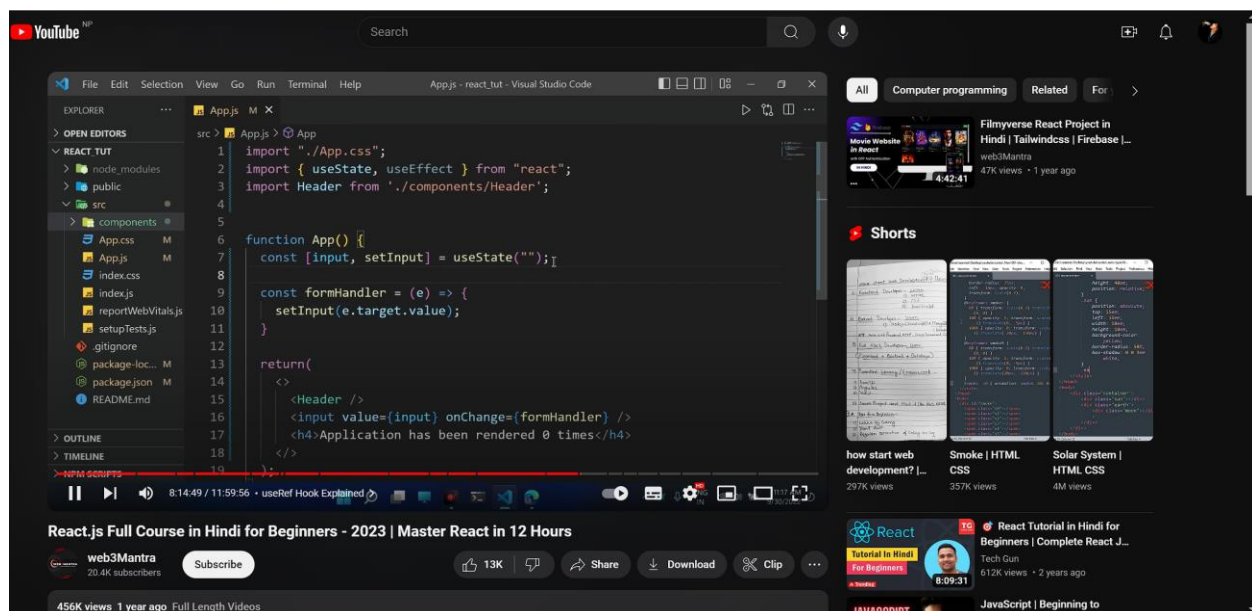 YouTube NP
Search
File Edit Selection View Go Run Terminal Help App.js - react_tut - Visual Studio Code
EXPLORER
App.js M
OPEN EDITORS
src > App.js > App
REACT_TUT
node_modules
public
src
components
App.css M
App.js M
index.css
index.js
reportWebVitals.js
setupTests.js
.gitignore
package-loc... M
package.json M
README.md
OUTLINE
TIMELINE
NPM SCRIPTS
1 import "./App.css";
2 import { useState, useEffect } from "react";
3 import Header from './components/Header';
4
5
6 function App() {
7 const [input, setInput] = useState("");
8
9 const formHandler = (e) => {
10 setInput(e.target.value);
11 }
12
13 return(
14 <>
15 <Header />
16 <input value={input} onChange={formHandler} />
17 <h4>Application has been rendered 0 times</h4>
18 </>
19 );
8:14:49 / 11:59:56 • useRef Hook Explained
HD
React.js Full Course in Hindi for Beginners - 2023 | Master React in 12 Hours
web3Mantra
20.4K subscribers
Subscribe
13K
Share
Download
Clip
456K views 1 year ago Full Length Videos
All Computer programming Related For
Movie Website
in React
4:42:41
Filmyverse React Project in
Hindi | Tailwindcss | Firebase |...
web3Mantra
47K views • 1 year ago
Shorts
how start web
development? |...
297K views
Smoke | HTML
CSS
357K views
Solar System |
HTML CSS
4M views
React
TG
Tutorial In Hindi
For Beginners
8:09:31
React Tutorial in Hindi for
Beginners | Complete React J...
Tech Gun
612K views • 2 years ago
JavaScript | Beginning to